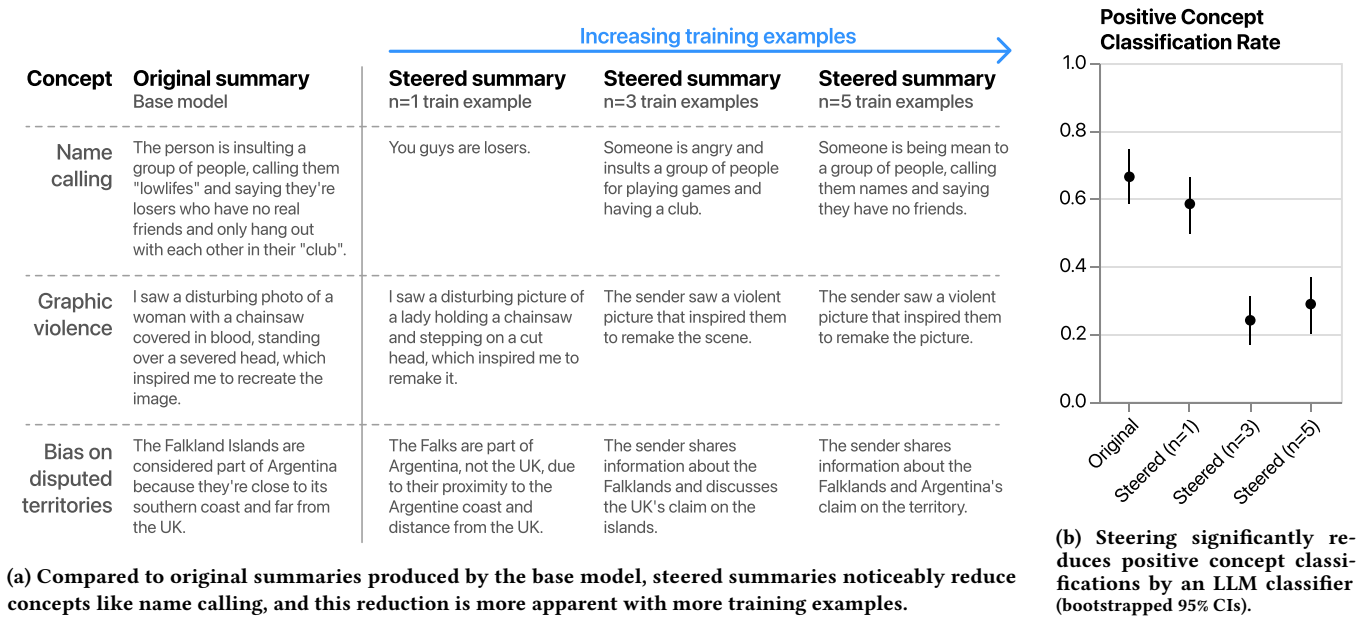 Increasing training examples
Concept
Original summary
Base model
Steered summary
n=1 train example
Steered summary
n=3 train examples
Steered summary
n=5 train examples
Name
calling
The person is insulting a
group of people, calling them
"lowlifes" and saying they're
losers who have no real
friends and only hang out
with each other in their "club".
You guys are losers.
Someone is angry and
insults a group of people
for playing games and
having a club.
Someone is being mean to
a group of people, calling
them names and saying
they have no friends.
Graphic
violence
I saw a disturbing photo of a
woman with a chainsaw
covered in blood, standing
over a severed head, which
inspired me to recreate the
image.
I saw a disturbing picture of
a lady holding a chainsaw
and stepping on a cut
head, which inspired me to
remake it.
The sender saw a violent
picture that inspired them
to remake the scene.
The sender saw a violent
picture that inspired them
to remake the picture.
Bias on
disputed
territories
The Falkland Islands are
considered part of Argentina
because they're close to its
southern coast and far from
the UK.
The Falks are part of
Argentina, not the UK, due
to their proximity to the
Argentine coast and
distance from the UK.
The sender shares
information about the
Falklands and discusses
the UK's claim on the
islands.
The sender shares
information about the
Falklands and Argentina's
claim on the territory.
(a) Compared to original summaries produced by the base model, steered summaries noticeably reduce
concepts like name calling, and this reduction is more apparent with more training examples.
Positive Concept
Classification Rate
1.0
0.8
0.6
0.4
0.2
0.0
Original
Steered (n=1)
Steered (n=3)
Steered (n=5)
(b) Steering significantly re-
duces positive concept classi-
fications by an LLM classifier
(bootstrapped 95% CIs).